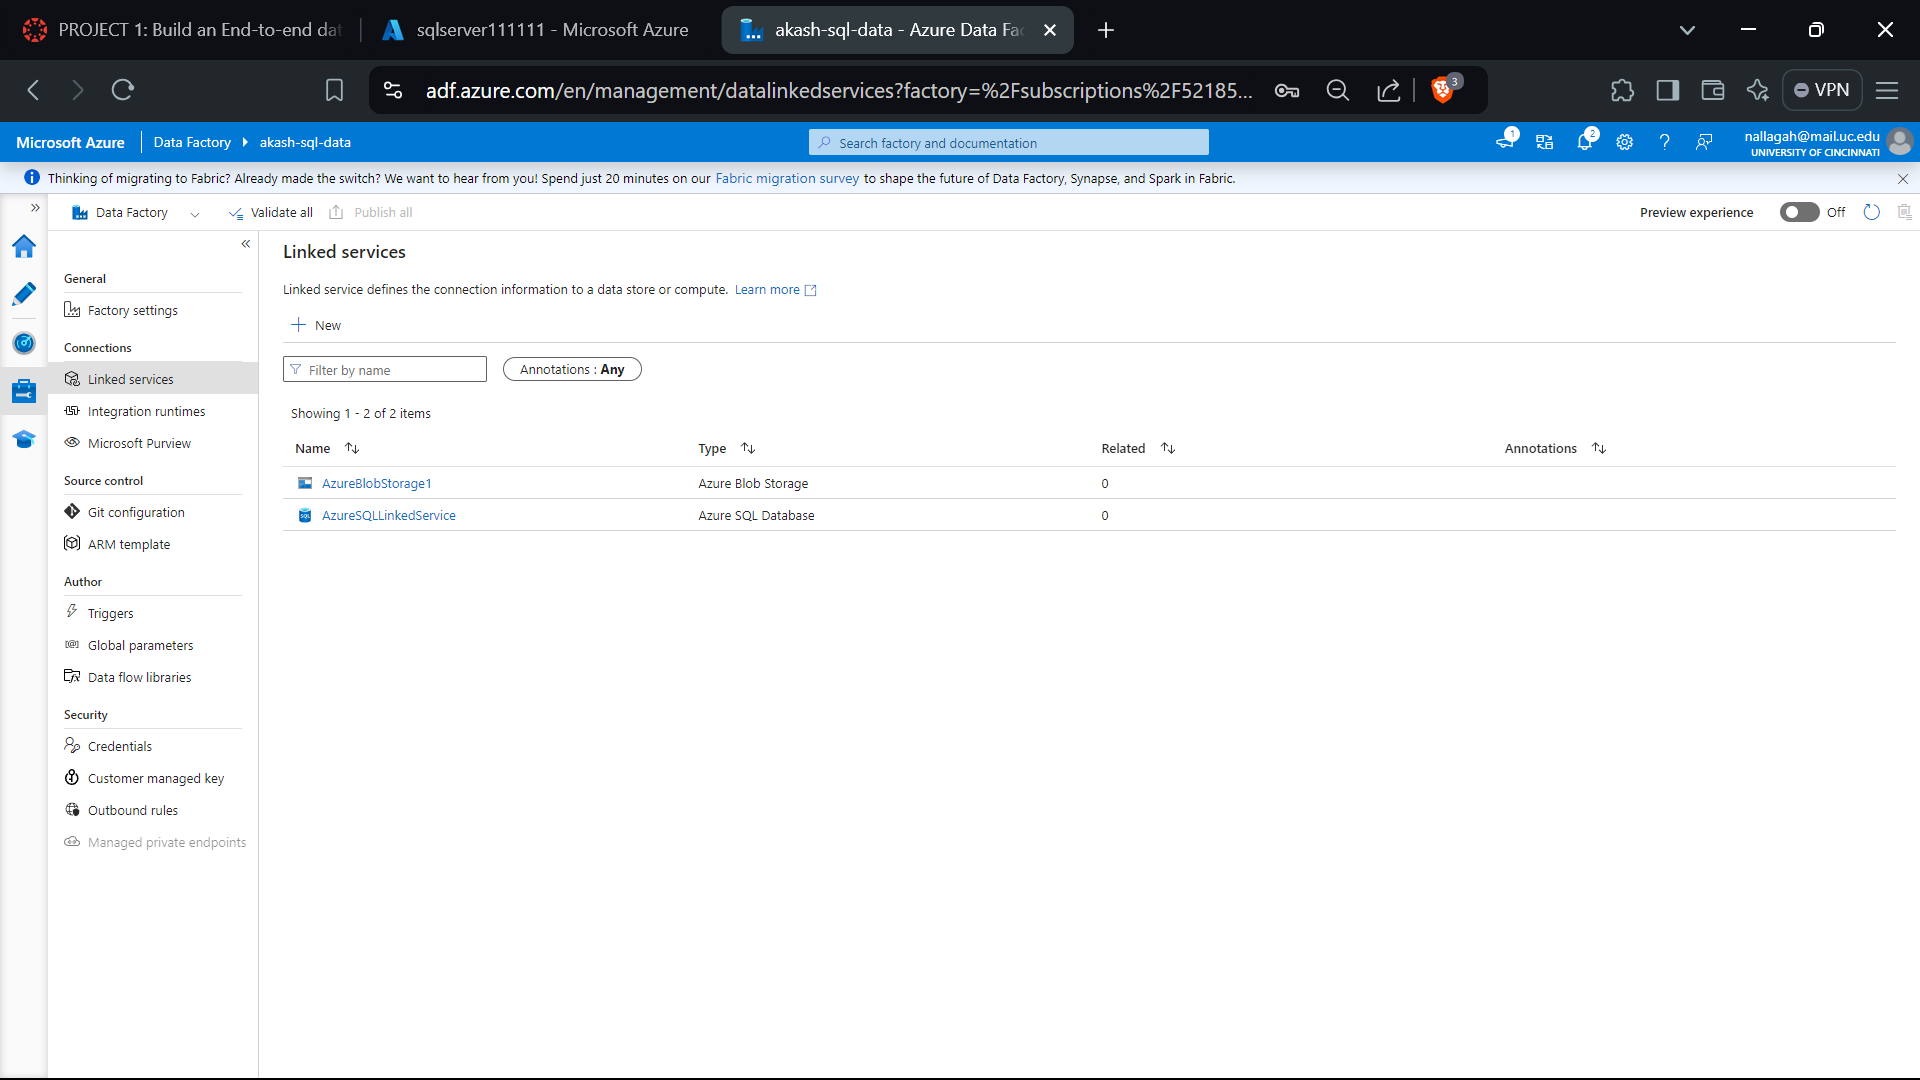 PROJECT 1: Build an End-to-end dat
sqlserver111111 - Microsoft Azure
akash-sql-data - Azure Data Fac
adf.azure.com/en/management/datalinkedservices?factory=%2Fsubscriptions%2F52185...
3
VPN
Microsoft Azure
Data Factory
akash-sql-data
Search factory and documentation
1
2
nallagah@mail.uc.edu
UNIVERSITY OF CINCINNATI
Thinking of migrating to Fabric? Already made the switch? We want to hear from you! Spend just 20 minutes on our Fabric migration survey to shape the future of Data Factory, Synapse, and Spark in Fabric.
Data Factory
Validate all
Publish all
Preview experience
Off
General
Factory settings
Connections
Linked services
Integration runtimes
Microsoft Purview
Source control
Git configuration
ARM template
Author
Triggers
Global parameters
Data flow libraries
Security
Credentials
Customer managed key
Outbound rules
Managed private endpoints
Linked services
Linked service defines the connection information to a data store or compute. Learn more
New
Filter by name
Annotations : Any
Showing 1 - 2 of 2 items
Name Type Related Annotations
AzureBlobStorage1 Azure Blob Storage 0
AzureSQLLinkedService Azure SQL Database 0